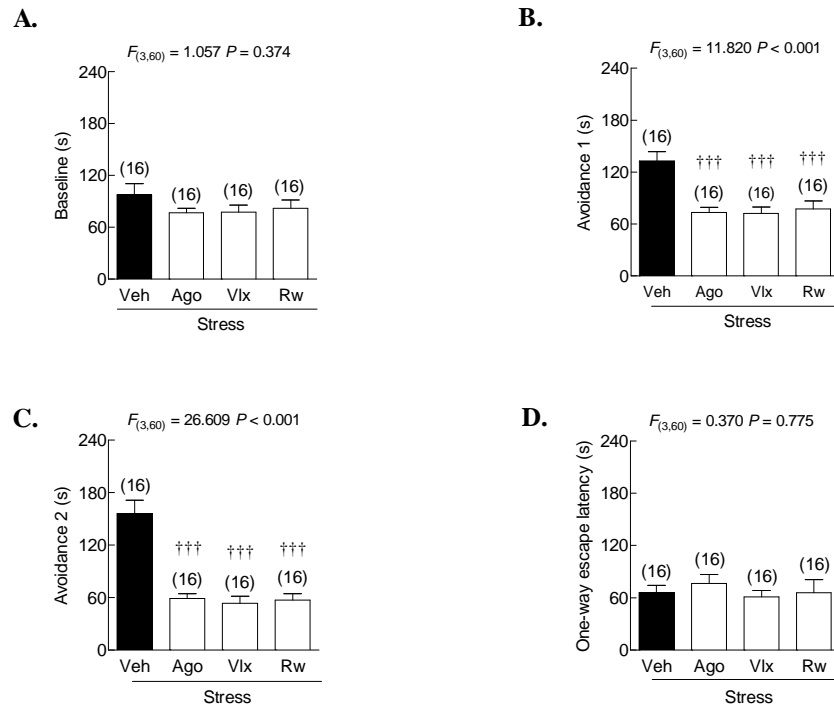 A.
F(3,60) = 1.057 P = 0.374
Baseline (s)
240
180
120
60
0
(16) (16) (16) (16)
Veh Ago Vlx Rw
Stress
B.
F(3,60) = 11.820 P < 0.001
Avoidance 1 (s)
240
180
120
60
0
(16) ††† ††† †††
(16) (16) (16)
Veh Ago Vlx Rw
Stress
C.
F(3,60) = 26.609 P < 0.001
Avoidance 2 (s)
240
180
120
60
0
(16)
††† ††† †††
(16) (16) (16)
Veh Ago Vlx Rw
Stress
D.
F(3,60) = 0.370 P = 0.775
One-way escape latency (s)
240
180
120
60
0
(16) (16) (16) (16)
Veh Ago Vlx Rw
Stress